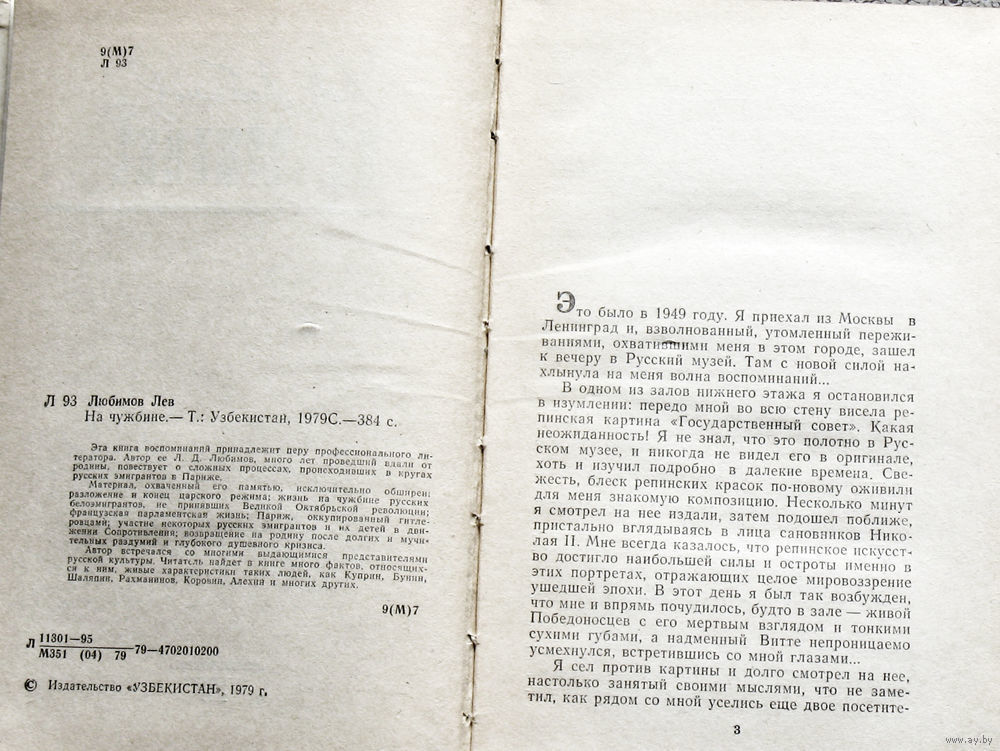 9(М)7
Л 93
Л 93 Любимов Лев
На чужбине.— Т.: Узбекистан, 1979С.—384 с.
Эта книга воспоминаний принадлежит перу профессионального ли-
тератора. Автор ее Л. Д. Любимов, много лет проведший вдали от
родины, повествует о сложных процессах, происходивших в кругах
русских эмигрантов в Париже.
Материал, охваченный его памятью, исключительно обширен:
разложение и конец царского режима; жизнь на чужбине русских
белоэмигрантов, не принявших Великой Октябрьской революции;
французская парламентская жизнь; Париж, оккупированный гитле-
ровцами; участие некоторых русских эмигрантов и их детей в дви-
жении Сопротивления; возвращение на родину после долгих и мучи-
тельных раздумий и глубокого душевного кризиса.
Автор встречался со многими выдающимися представителями
русской культуры. Читатель найдет в книге много фактов, относящих-
ся к ним, живые характеристики таких людей, как Куприн, Бунин,
Шаляпин, Рахманинов, Коровин, Алехин и многих других.
9(М)7
Л 11301—95
М351 (04) 79 —79—4702010200
© Издательство «УЗБЕКИСТАН», 1979 г.
Это было в 1949 году. Я приехал из Москвы в
Ленинград и, взволнованный, утомленный пережи-
ваниями, охватившими меня в этом городе, зашел
к вечеру в Русский музей. Там с новой силой на-
хлынула на меня волна воспоминаний...
В одном из залов нижнего этажа я остановился
в изумлении: передо мной во всю стену висела ре-
пинская картина «Государственный совет». Какая
неожиданность! Я не знал, что это полотно в Рус-
ском музее, и никогда не видел его в оригинале,
хоть и изучил подробно в далекие времена. Све-
жесть, блеск репинских красок по-новому оживили
для меня знакомую композицию. Несколько минут
я смотрел на нее издали, затем подошел поближе,
пристально вглядываясь в лица сановников Нико-
лая II. Мне всегда казалось, что репинское искусст-
во достигло наибольшей силы и остроты именно в
этих портретах, отражающих целое мировоззрение
ушедшей эпохи. В этот день я был так возбужден,
что мне и впрямь почудилось, будто в зале — живой
Победоносцев с его мертвым взглядом и тонкими
сухими губами, а надменный Витте непроницаемо
усмехнулся, встретившись со мной глазами...
Я сел против картины и долго смотрел на нее,
настолько занятый своими мыслями, что не заме-
тил, как рядом со мной уселись еще двое посетите-
3
www.ay.by